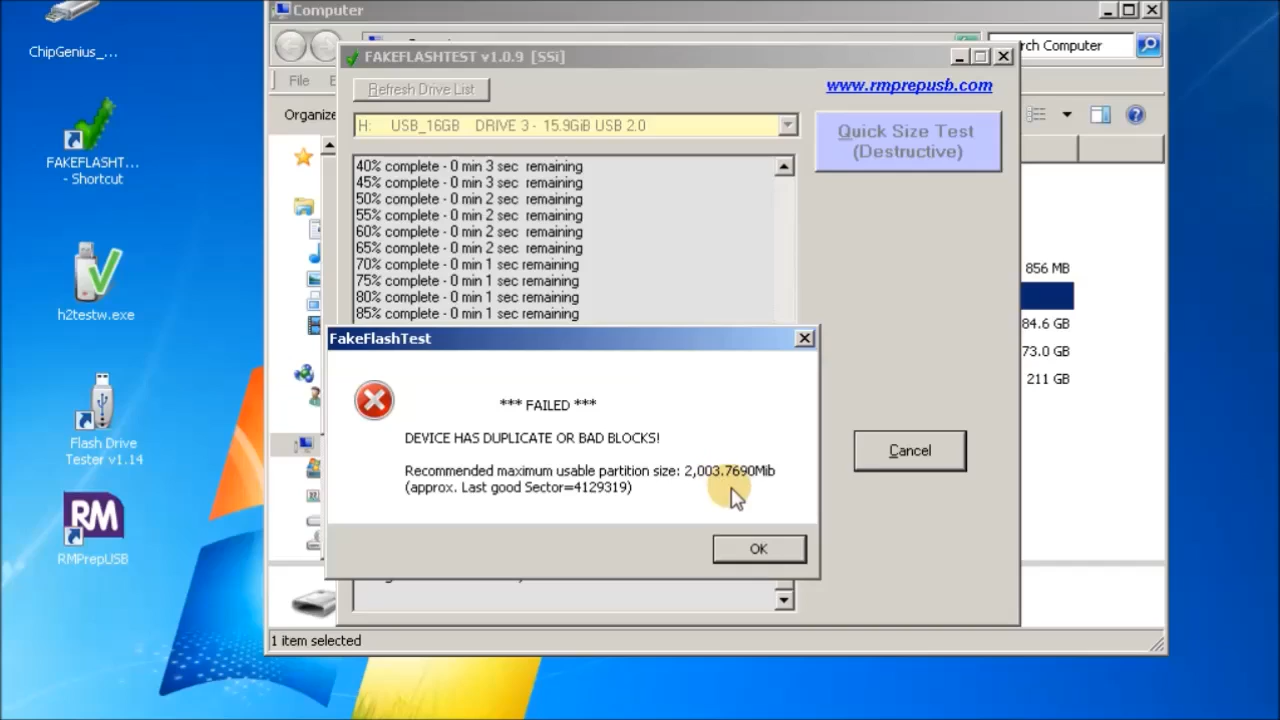 Computer
ChipGenius_...
FAKEFLASHT...
- Shortcut
h2testw.exe
Flash Drive
Tester v1.14
RMPrepUSB
RM
rch Computer
File
Organize
FAKEFLASHTEST v1.0.9 [SSi]
Refresh Drive List
www.rmprepusb.com
H: USB_16GB DRIVE 3 - 15.9GiB USB 2.0
Quick Size Test
(Destructive)
40% complete - 0 min 3 sec remaining
45% complete - 0 min 3 sec remaining
50% complete - 0 min 2 sec remaining
55% complete - 0 min 2 sec remaining
60% complete - 0 min 2 sec remaining
65% complete - 0 min 2 sec remaining
70% complete - 0 min 1 sec remaining
75% complete - 0 min 1 sec remaining
80% complete - 0 min 1 sec remaining
85% complete - 0 min 1 sec remaining
856 MB
84.6 GB
73.0 GB
211 GB
FakeFlashTest
*** FAILED ***
DEVICE HAS DUPLICATE OR BAD BLOCKS!
Recommended maximum usable partition size: 2,003.7690Mib
(approx. Last good Sector=4129319)
OK
Cancel
1 item selected